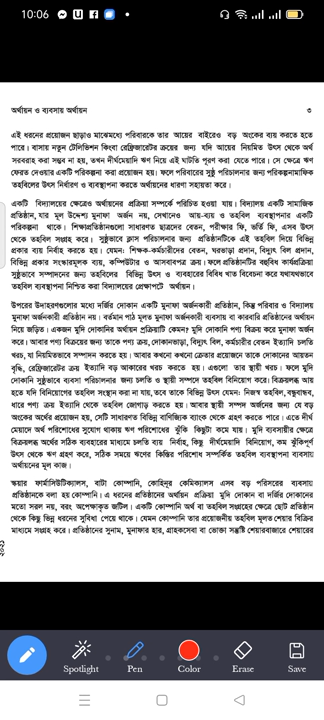 10:06
অর্থায়ন ও ব্যবসায় অর্থায়ন ৩
এই ধরনের প্রয়োজন ছাড়াও মাঝেমধ্যে পরিবারকে তার আয়ের বাইরেও বড় অংকের ব্যয় করতে হতে
পারে। বাসায় নতুন টেলিভিশন কিংবা রেফ্রিজারেটর ক্রয়ের জন্য যদি আয়ের নিয়মিত উৎস থেকে অর্থ
সরবরাহ করা সম্ভব না হয়, তখন দীর্ঘমেয়াদি ঋণ নিয়ে এই ঘাটতি পূরণ করা যেতে পারে। সে ক্ষেত্রে ঋণ
ফেরত দেওয়ার একটি পরিকল্পনা করা প্রয়োজন হয়। ফলে পরিবারের সুষ্ঠু পরিচালনার জন্য পরিকল্পনামাফিক
তহবিলের উৎস নির্ধারণ ও ব্যবস্থাপনা করতে অর্থায়নের ধারণা সহায়তা করে।
একটি বিদ্যালয়ের ক্ষেত্রেও অর্থায়নের প্রক্রিয়া সম্পর্কে পরিচিত হওয়া যায়। বিদ্যালয় একটি সামাজিক
প্রতিষ্ঠান, যার মূল উদ্দেশ্য মুনাফা অর্জন নয়, সেখানেও আয়-ব্যয় ও তহবিল ব্যবস্থাপনার একটি
পরিকল্পনা থাকে। শিক্ষাপ্রতিষ্ঠানগুলো সাধারণত ছাত্রদের বেতন, পরীক্ষার ফি, ভর্তি ফি, এসব উৎস
থেকে তহবিল সংগ্রহ করে। সুষ্ঠুভাবে ক্লাস পরিচালনার জন্য প্রতিষ্ঠানটিকে এই তহবিল দিয়ে বিভিন্ন
প্রকার ব্যয় নির্বাহ করতে হয়। যেমন: শিক্ষক-কর্মচারীদের বেতন, ঘরভাড়া প্রদান, বিদ্যুৎ বিল প্রদান,
বিভিন্ন প্রকার সংস্কারমূলক ব্যয়, কম্পিউটার ও আসবাবপত্র ক্রয়। ফলে প্রতিষ্ঠানটির বহুবিধ কার্যপ্রক্রিয়া
সুষ্ঠুভাবে সম্পাদনের জন্য তহবিলের বিভিন্ন উৎস ও ব্যবহারের বিবিধ খাত বিবেচনা করে যথাযথভাবে
তহবিল ব্যবস্থাপনা নিশ্চিত করা বিদ্যালয়ের প্রেক্ষাপটে অর্থায়ন।
উপরের উদাহরণগুলোর মধ্যে দর্জির দোকান একটি মুনাফা অর্জনকারী প্রতিষ্ঠান, কিন্তু পরিবার ও বিদ্যালয়
মুনাফা অর্জনকারী প্রতিষ্ঠান নয়। বর্তমান পাঠ মূলত মুনাফা অর্জনকারী ব্যবসায় বা কারবারি প্রতিষ্ঠানের অর্থায়ন
নিয়ে জড়িত। একজন মুদি দোকানির অর্থায়ন প্রক্রিয়াটি কেমন? মুদি দোকানি পণ্য বিক্রয় করে মুনাফা অর্জন
করে। আবার পণ্য বিক্রয়ের জন্য তাকে পণ্য ক্রয়, দোকানভাড়া, বিদ্যুৎ বিল, কর্মচারীর বেতন ইত্যাদি চলতি
খরচ, যা নিয়মিতভাবে সম্পাদন করতে হয়। আবার কখনো কখনো ক্রেতার প্রয়োজনে তাকে দোকানের আয়তন
বৃদ্ধি, রেফ্রিজারেটর ক্রয় ইত্যাদি বড় আকারের খরচ করতে হয়। এগুলো তার স্থায়ী খরচ। ফলে মুদি
দোকানি সুষ্ঠুভাবে ব্যবসা পরিচালনার জন্য চলতি ও স্থায়ী সম্পদে তহবিল বিনিয়োগ করে। বিক্রয়লব্ধ আয়
হতে যদি বিনিয়োগের তহবিল সংস্থান করা না যায়, তবে তাকে বিভিন্ন উৎস যেমন: নিজস্ব তহবিল, বন্ধুবান্ধব,
ধারে পণ্য ক্রয় ইত্যাদি থেকে তহবিল জোগাড় করতে হয়। আবার স্থায়ী সম্পদ অর্জনের জন্য যে বড়
অংকের অর্থের প্রয়োজন হয়, সেটি সাধারণত বিভিন্ন বাণিজ্যিক ব্যাংক থেকে গ্রহণ করতে পারে। এতে দীর্ঘ
মেয়াদে অর্থ পরিশোধের সুযোগ থাকায় ঋণ পরিশোধের ঝুঁকি কিছুটা কমে যায়। মুদি ব্যবসায়ীর ক্ষেত্রে
বিক্রয়লব্ধ অর্থের সঠিক ব্যবহারের মাধ্যমে চলতি ব্যয় নির্বাহ, কিছু দীর্ঘমেয়াদি বিনিয়োগ, কম ঝুঁকিপূর্ণ
উৎস থেকে ঋণ গ্রহণ করে, সঠিক সময়ে ঋণের কিস্তির পরিশোধ সম্পর্কিত তহবিল ব্যবস্থাপনা ব্যবসায়
অর্থায়নের মূল কাজ।
স্কয়ার ফার্মাসিউটিক্যালস, বাটা কোম্পানি, কোহিনূর কেমিক্যালস এসব বড় পরিসরের ব্যবসায়
প্রতিষ্ঠানকে বলা হয় কোম্পানি। এ ধরনের প্রতিষ্ঠানের অর্থায়ন প্রক্রিয়া মুদি দোকান বা দর্জির দোকানের
মতো সরল নয়, বরং অপেক্ষাকৃত জটিল। একটি কোম্পানি অর্থ বা তহবিল সংগ্রহের ক্ষেত্রে ছোট প্রতিষ্ঠান
থেকে কিছু ভিন্ন ধরনের সুবিধা পেয়ে থাকে। যেমন কোম্পানি তার প্রয়োজনীয় তহবিল মূলত শেয়ার বিক্রির
মাধ্যমে সংগ্রহ করে। প্রতিষ্ঠানের সুনাম, মুনাফার হার, গ্রাহকসেবা বা ভোক্তা সন্তুষ্টি শেয়ারবাজারে শেয়ারের
২০২১
Spotlight Pen Color Erase Save